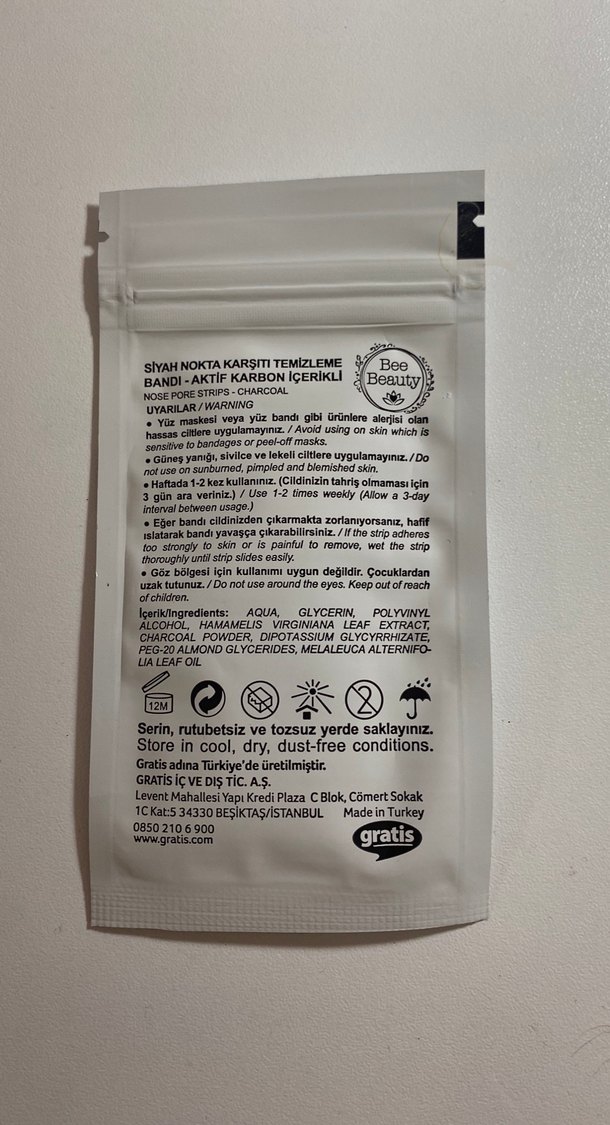 SİYAH NOKTA KARŞITI TEMİZLEME
BANDI - AKTİF KARBON İÇERİKLİ
NOSE PORE STRIPS - CHARCOAL
Bee
Beauty
UYARILAR / WARNING
• Yüz maskesi veya yüz bandı gibi ürünlere alerjisi olan
hassas ciltlere uygulamayınız. / Avoid using on skin which is
sensitive to bandages or peel-off masks.
• Güneş yanığı, sivilce ve lekeli ciltlere uygulamayınız. / Do
not use on sunburned, pimpled and blemished skin.
• Haftada 1-2 kez kullanınız. (Cildinizin tahriş olmaması için
3 gün ara veriniz.) / Use 1-2 times weekly (Allow a 3-day
interval between usage.)
• Eğer bandı cildinizden çıkarmakta zorlanıyorsanız, hafif
ıslatarak bandı yavaşça çıkarabilirsiniz. / If the strip adheres
too strongly to skin or is painful to remove, wet the strip
thoroughly until strip slides easily.
• Göz bölgesi için kullanımı uygun değildir. Çocuklardan
uzak tutunuz. / Do not use around the eyes. Keep out of reach
of children.
İçerik/Ingredients: AQUA, GLYCERIN, POLYVINYL
ALCOHOL, HAMAMELIS VIRGINIANA LEAF EXTRACT,
CHARCOAL POWDER, DIPOTASSIUM GLYCYRRHIZATE,
PEG-20 ALMOND GLYCERIDES, MELALEUCA ALTERNIFO-
LIA LEAF OIL
12M
2
Serin, rutubetsiz ve tozsuz yerde saklayınız.
Store in cool, dry, dust-free conditions.
Gratis adına Türkiye'de üretilmiştir.
GRATİS İÇ VE DIŞ TİC. A.Ş.
Levent Mahallesi Yapı Kredi Plaza C Blok, Cömert Sokak
1C Kat:5 34330 BEŞİKTAŞ/İSTANBUL Made in Turkey
0850 210 6 900
www.gratis.com
gratis